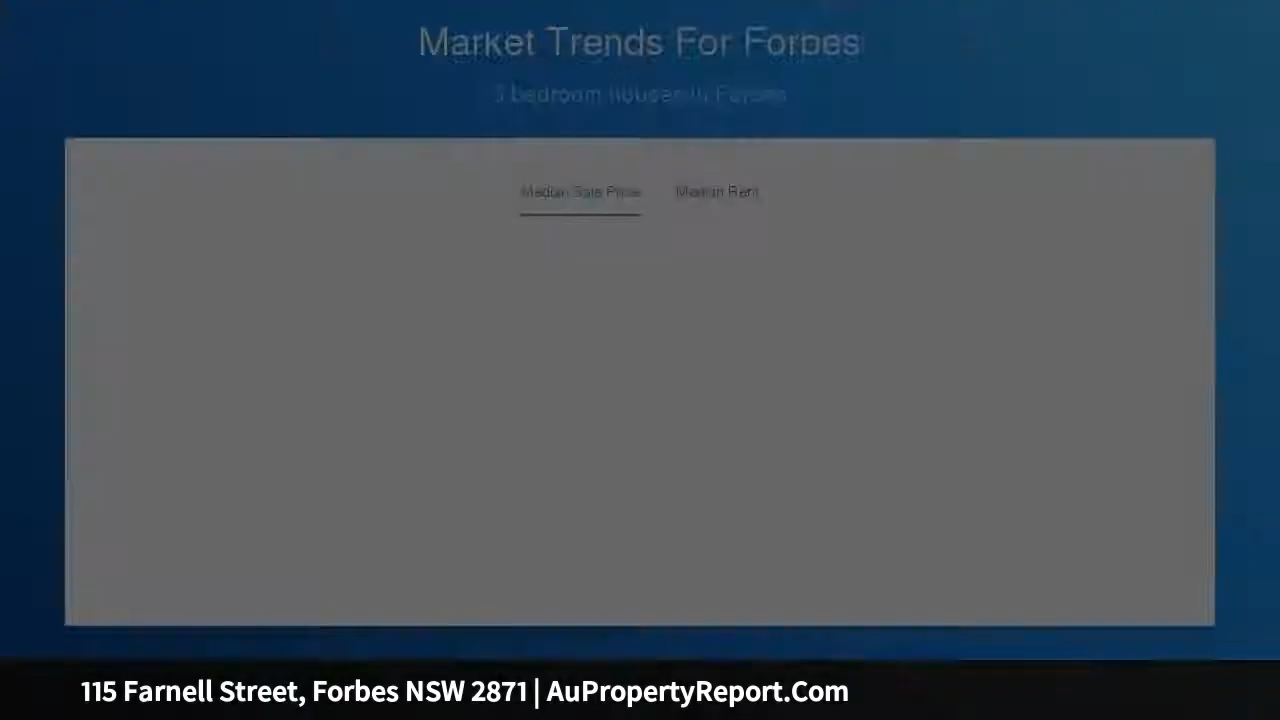 Market Trends For Forbes
bedroom houses in Forbes
Median Sale Price Median Rent
115 Farnell Street, Forbes NSW 2871 | AuPropertyReport.Com